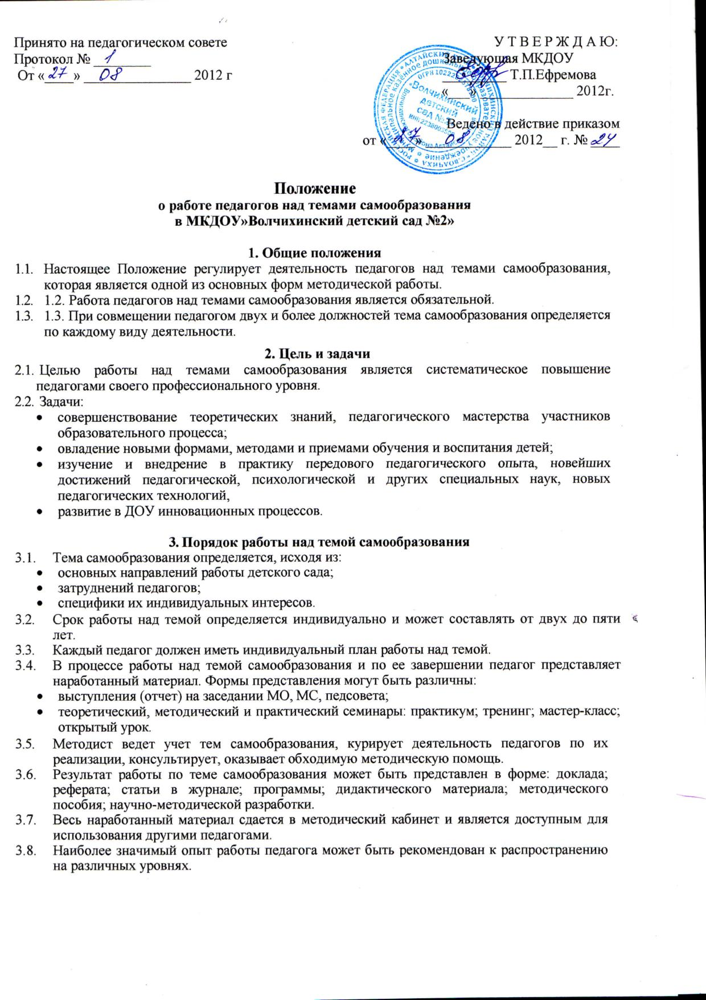 Принято на педагогическом совете
Протокол № 1
От «27» 08 2012 г
У Т В Е Р Ж Д А Ю:
Заведующая МКДОУ
Т.П.Ефремова
«___» ______________ 2012г.
Ведено в действие приказом
от «27» 08 2012__ г. № 24
Волчихинский
детский
сад №2
Положение
о работе педагогов над темами самообразования
в МКДОУ»Волчихинский детский сад №2»
1. Общие положения
1.1. Настоящее Положение регулирует деятельность педагогов над темами самообразования,
которая является одной из основных форм методической работы.
1.2. 1.2. Работа педагогов над темами самообразования является обязательной.
1.3. 1.3. При совмещении педагогом двух и более должностей тема самообразования определяется
по каждому виду деятельности.
2. Цель и задачи
2.1. Целью работы над темами самообразования является систематическое повышение
педагогами своего профессионального уровня.
2.2. Задачи:
• совершенствование теоретических знаний, педагогического мастерства участников
образовательного процесса;
• овладение новыми формами, методами и приемами обучения и воспитания детей;
• изучение и внедрение в практику передового педагогического опыта, новейших
достижений педагогической, психологической и других специальных наук, новых
педагогических технологий,
• развитие в ДОУ инновационных процессов.
3. Порядок работы над темой самообразования
3.1. Тема самообразования определяется, исходя из:
• основных направлений работы детского сада;
• затруднений педагогов;
• специфики их индивидуальных интересов.
3.2. Срок работы над темой определяется индивидуально и может составлять от двух до пяти
лет.
3.3. Каждый педагог должен иметь индивидуальный план работы над темой.
3.4. В процессе работы над темой самообразования и по ее завершении педагог представляет
наработанный материал. Формы представления могут быть различны:
• выступления (отчет) на заседании МО, МС, педсовета;
• теоретический, методический и практический семинары: практикум; тренинг; мастер-класс;
открытый урок.
3.5. Методист ведет учет тем самообразования, курирует деятельность педагогов по их
реализации, консультирует, оказывает обходимую методическую помощь.
3.6. Результат работы по теме самообразования может быть представлен в форме: доклада;
реферата; статьи в журнале; программы; дидактического материала; методического
пособия; научно-методической разработки.
3.7. Весь наработанный материал сдается в методический кабинет и является доступным для
использования другими педагогами.
3.8. Наиболее значимый опыт работы педагога может быть рекомендован к распространению
на различных уровнях.